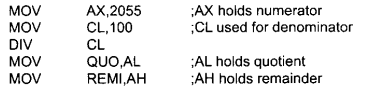 MOV AX,2055 ;AX holds numerator
MOV CL,100 ;CL used for denominator
DIV CL
MOV QUO,AL ;AL holds quotient
MOV REMI,AH ;AH holds remainder